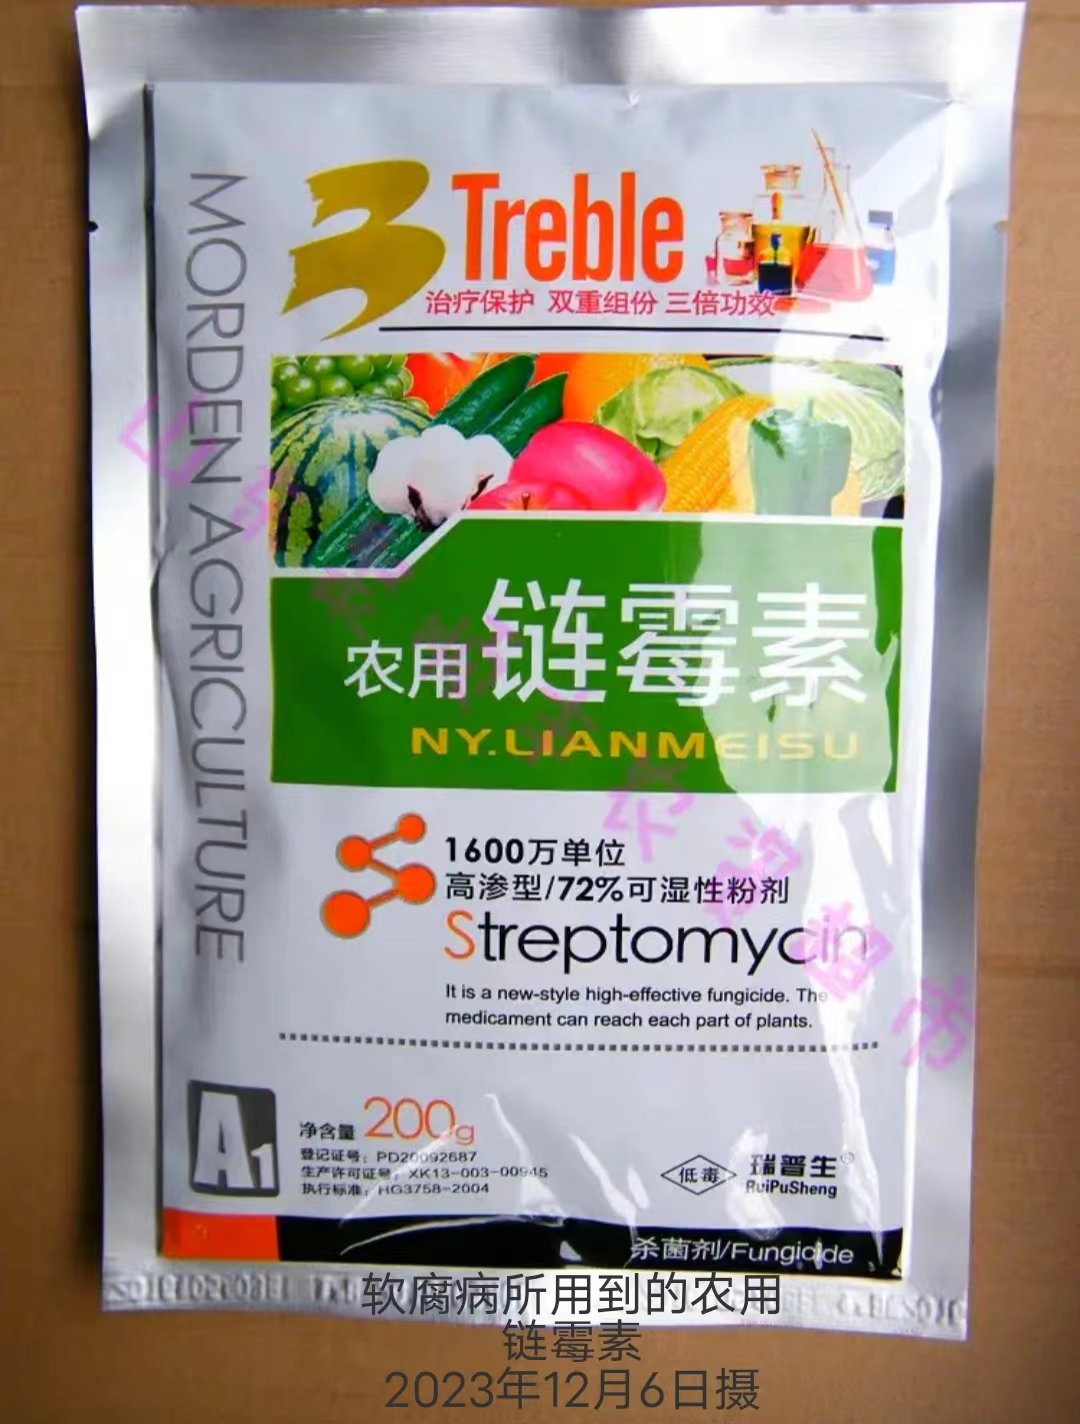 MORDEN AGRICULTURE
3 Treble
治疗保护 双重组份 三倍功效
农用链霉素
NY.LIANMEISU
1600万单位
高渗型/72%可湿性粉剂
Streptomycin
It is a new-style high-effective fungicide. The
medicament can reach each part of plants.
A1
净含量 200g
登记证号：PD20092687
生产许可证号：XK13-003-00945
执行标准：HG3758-2004
低毒
瑞普生®
RuiPuSheng
杀菌剂/Fungicide
软腐病所用到的农用
链霉素
2023年12月6日摄